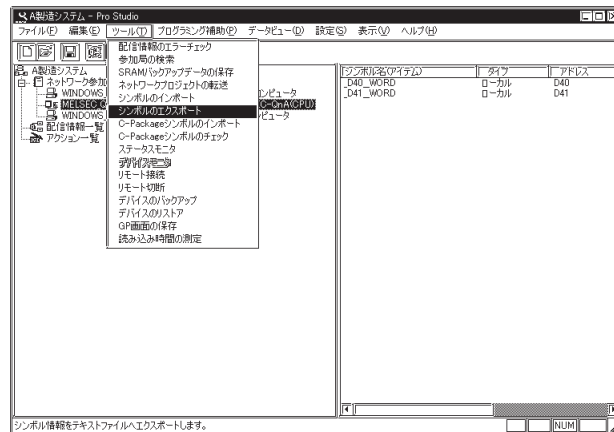 A製造システム - Pro Studio
ファイル(F) 編集(E) ツール(T) プログラミング補助(P) データビュー(D) 設定(S) 表示(V) ヘルプ(H)
配信情報のエラーチェック
参加局の検索
SRAMバックアップデータの保存
ネットワークプロジェクトの転送
シンボルのインポート
シンボルのエクスポート
C-Packageシンボルのインポート
C-Packageシンボルのチェック
ステータスモニタ
デバイスモニタ
リモート接続
リモート切断
デバイスのバックアップ
デバイスのリストア
GP画面の保存
読み込み時間の測定
A製造システム
ネットワーク参加
WINDOWS_ ンピュータ
MELSEC_ C-QnA(CPU)
WINDOWS_ ピュータ
配信情報一覧
アクション一覧
シンボル名(アイテム) タイプ アドレス
_D40_WORD ローカル D40
_D41_WORD ローカル D41
シンボル情報をテキストファイルへエクスポートします。 NUM